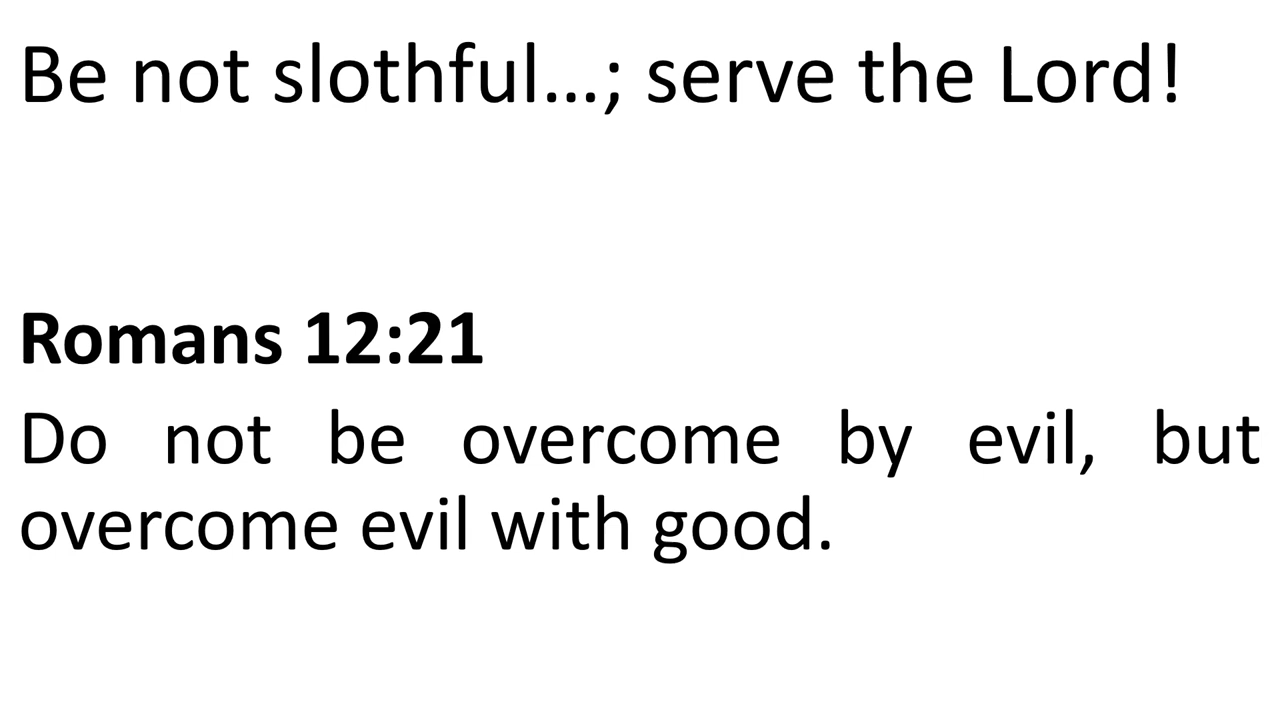 Be not slothful...; serve the Lord!
Romans 12:21
Do not be overcome by evil, but
overcome evil with good.